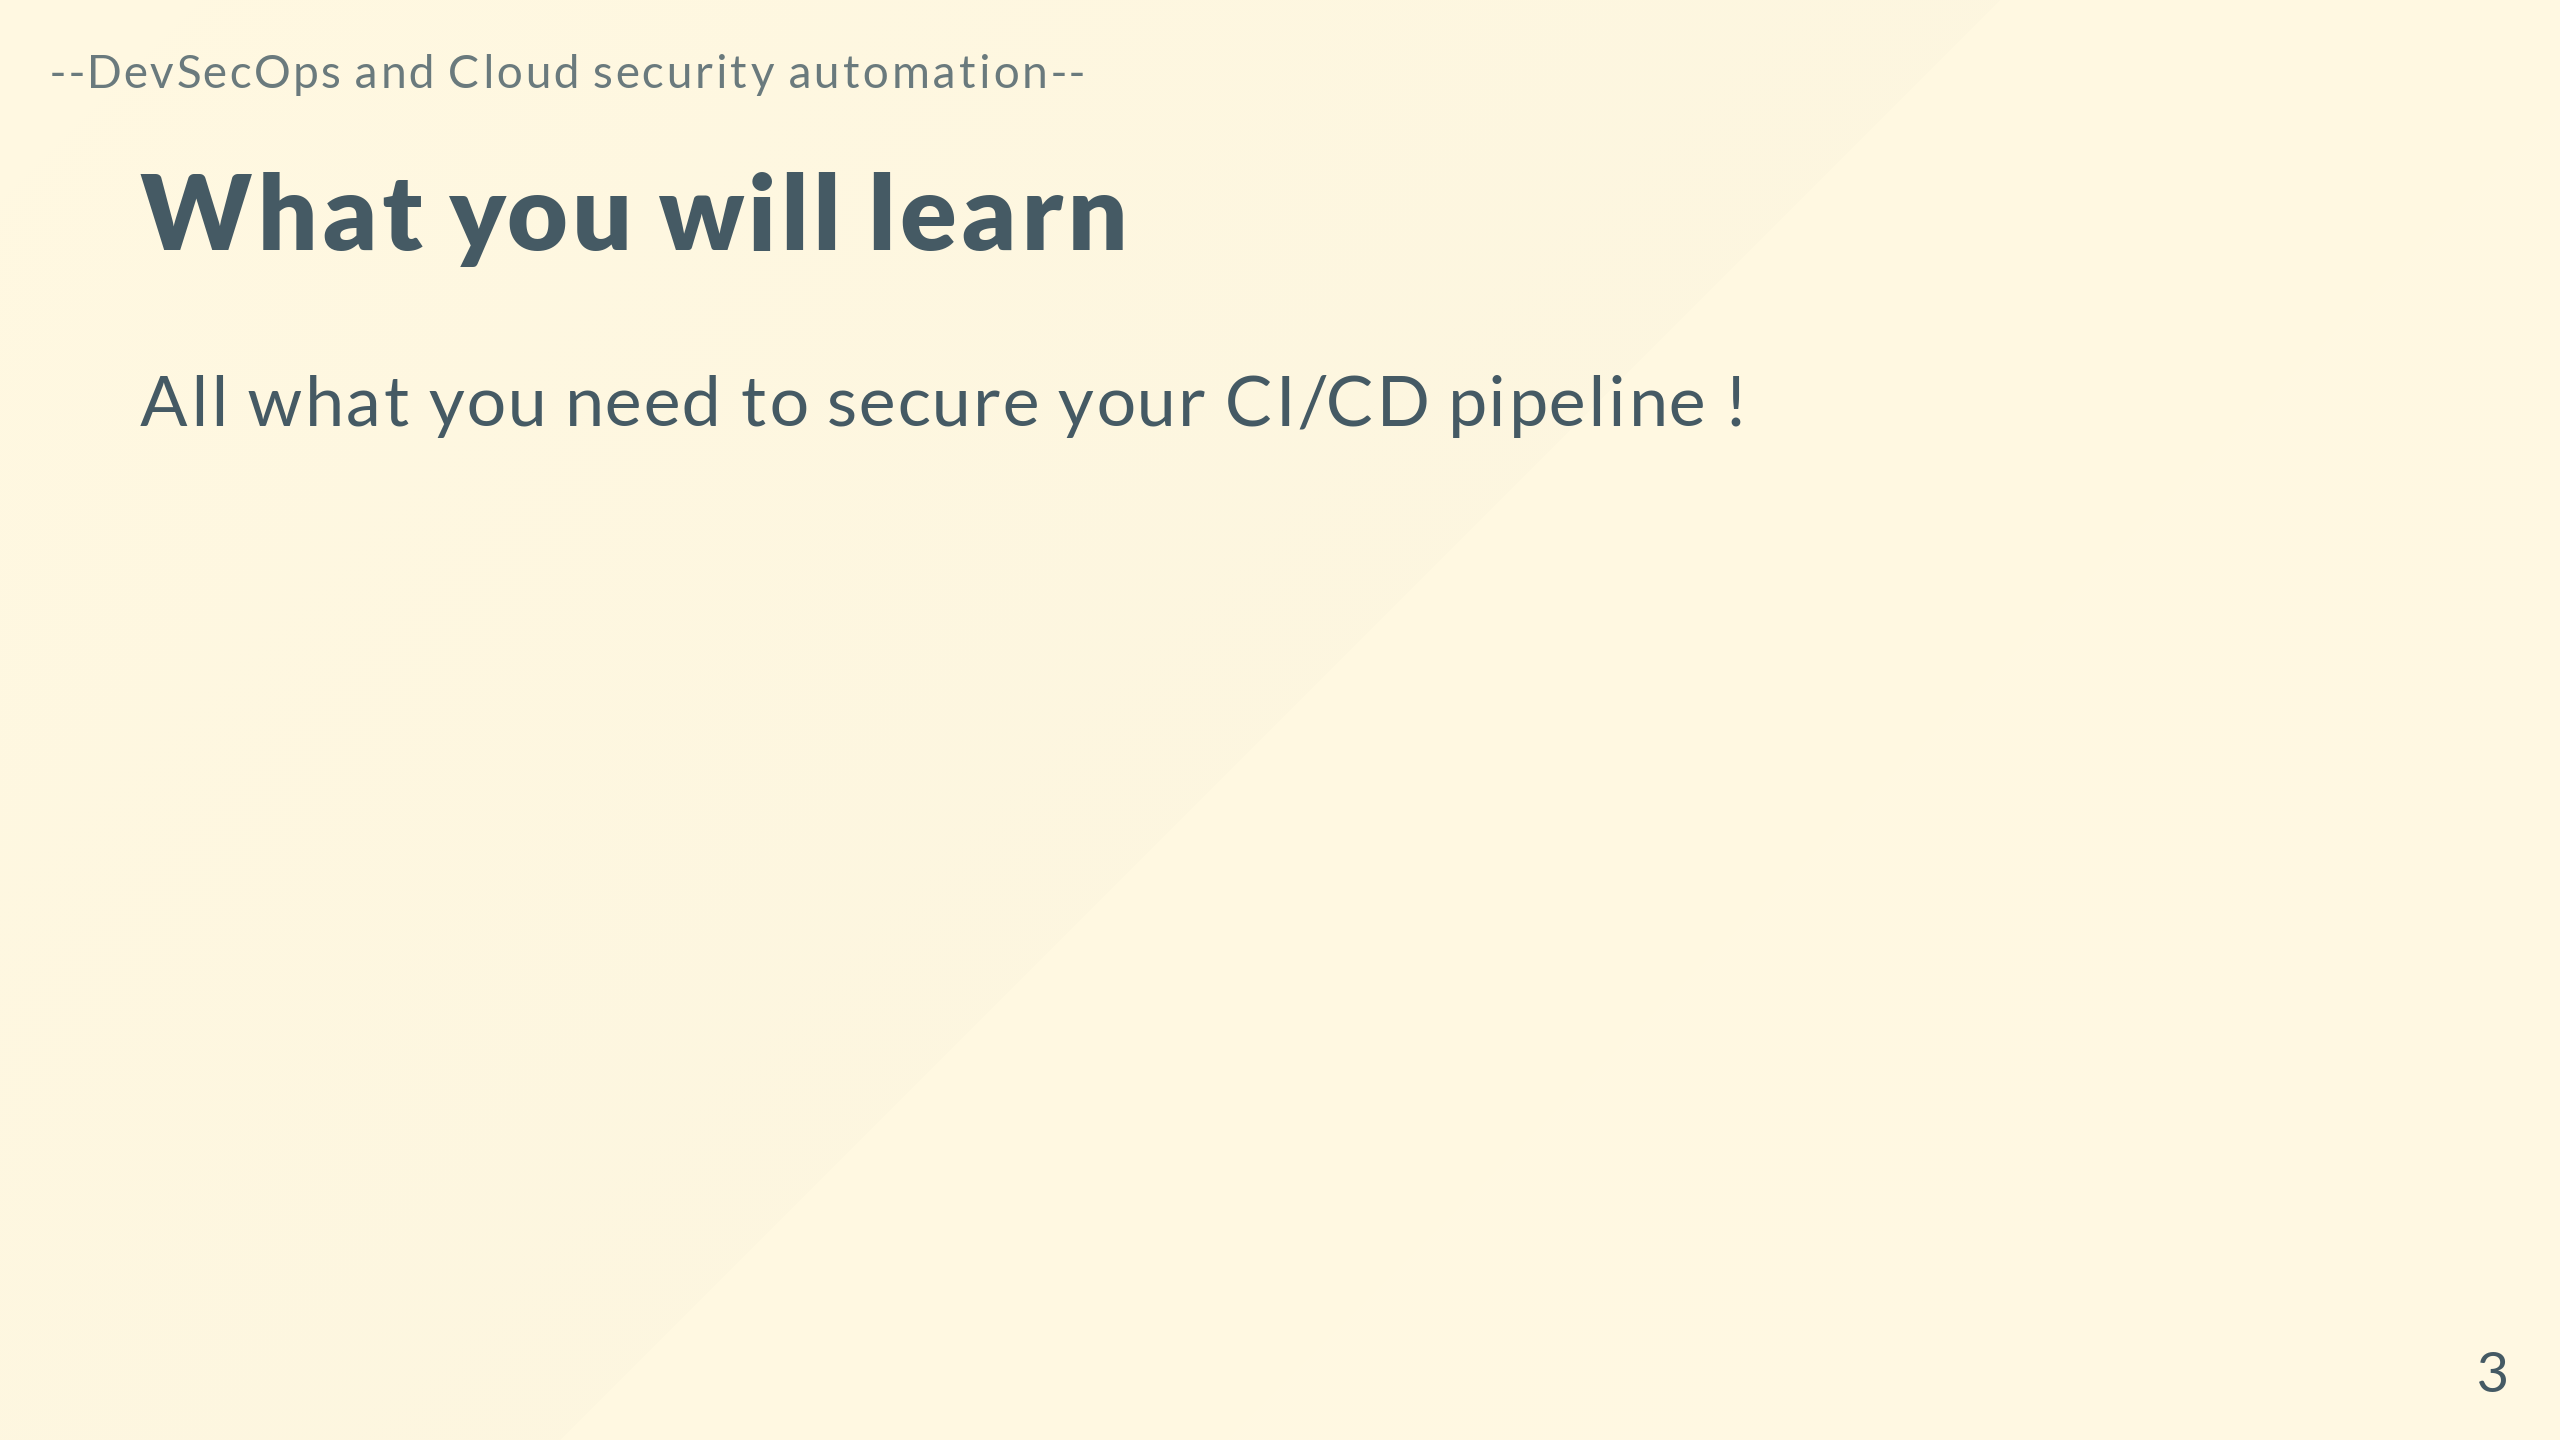 --DevSecOps and Cloud security automation--
What you will learn
All what you need to secure your CI/CD pipeline !
3